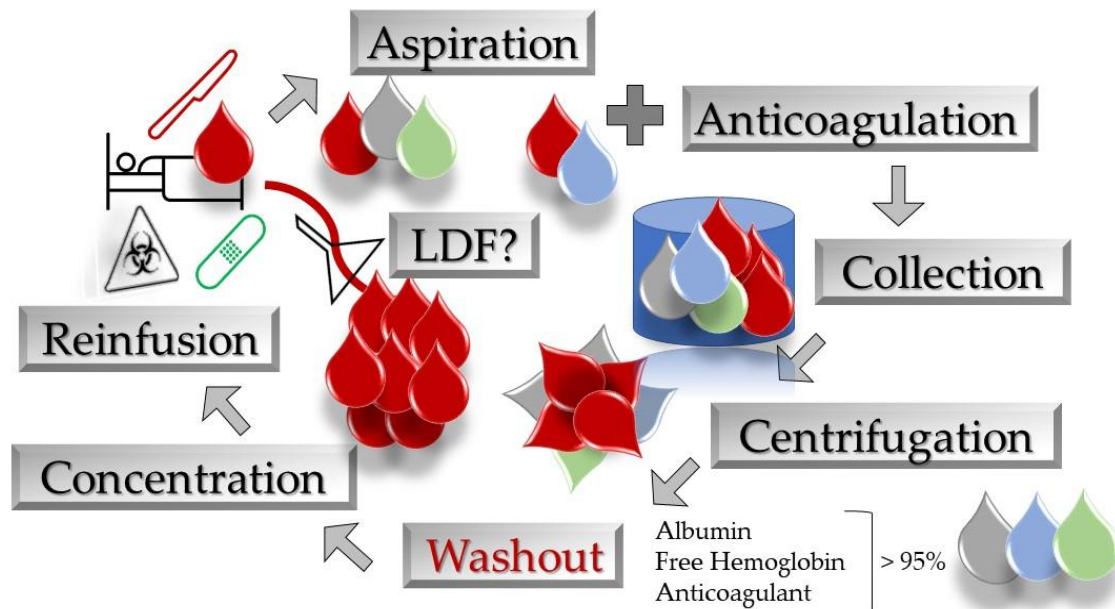 Aspiration
Anticoagulation
LDF?
Collection
Reinfusion
Centrifugation
Concentration
Washout
Albumin
Free Hemoglobin
Anticoagulant
> 95%